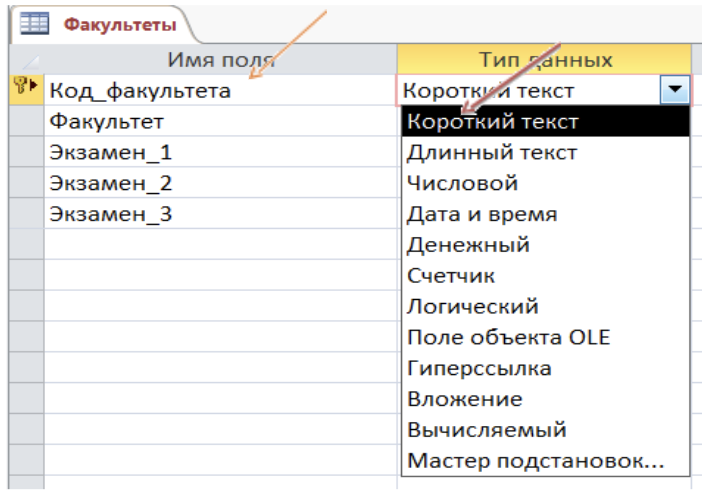 Факультеты
Имя поля Тип данных
Код_факультета Короткий текст
Факультет Короткий текст
Экзамен_1 Длинный текст
Экзамен_2 Числовой
Экзамен_3 Дата и время
Денежный
Счетчик
Логический
Поле объекта OLE
Гиперссылка
Вложение
Вычисляемый
Мастер подстановок...